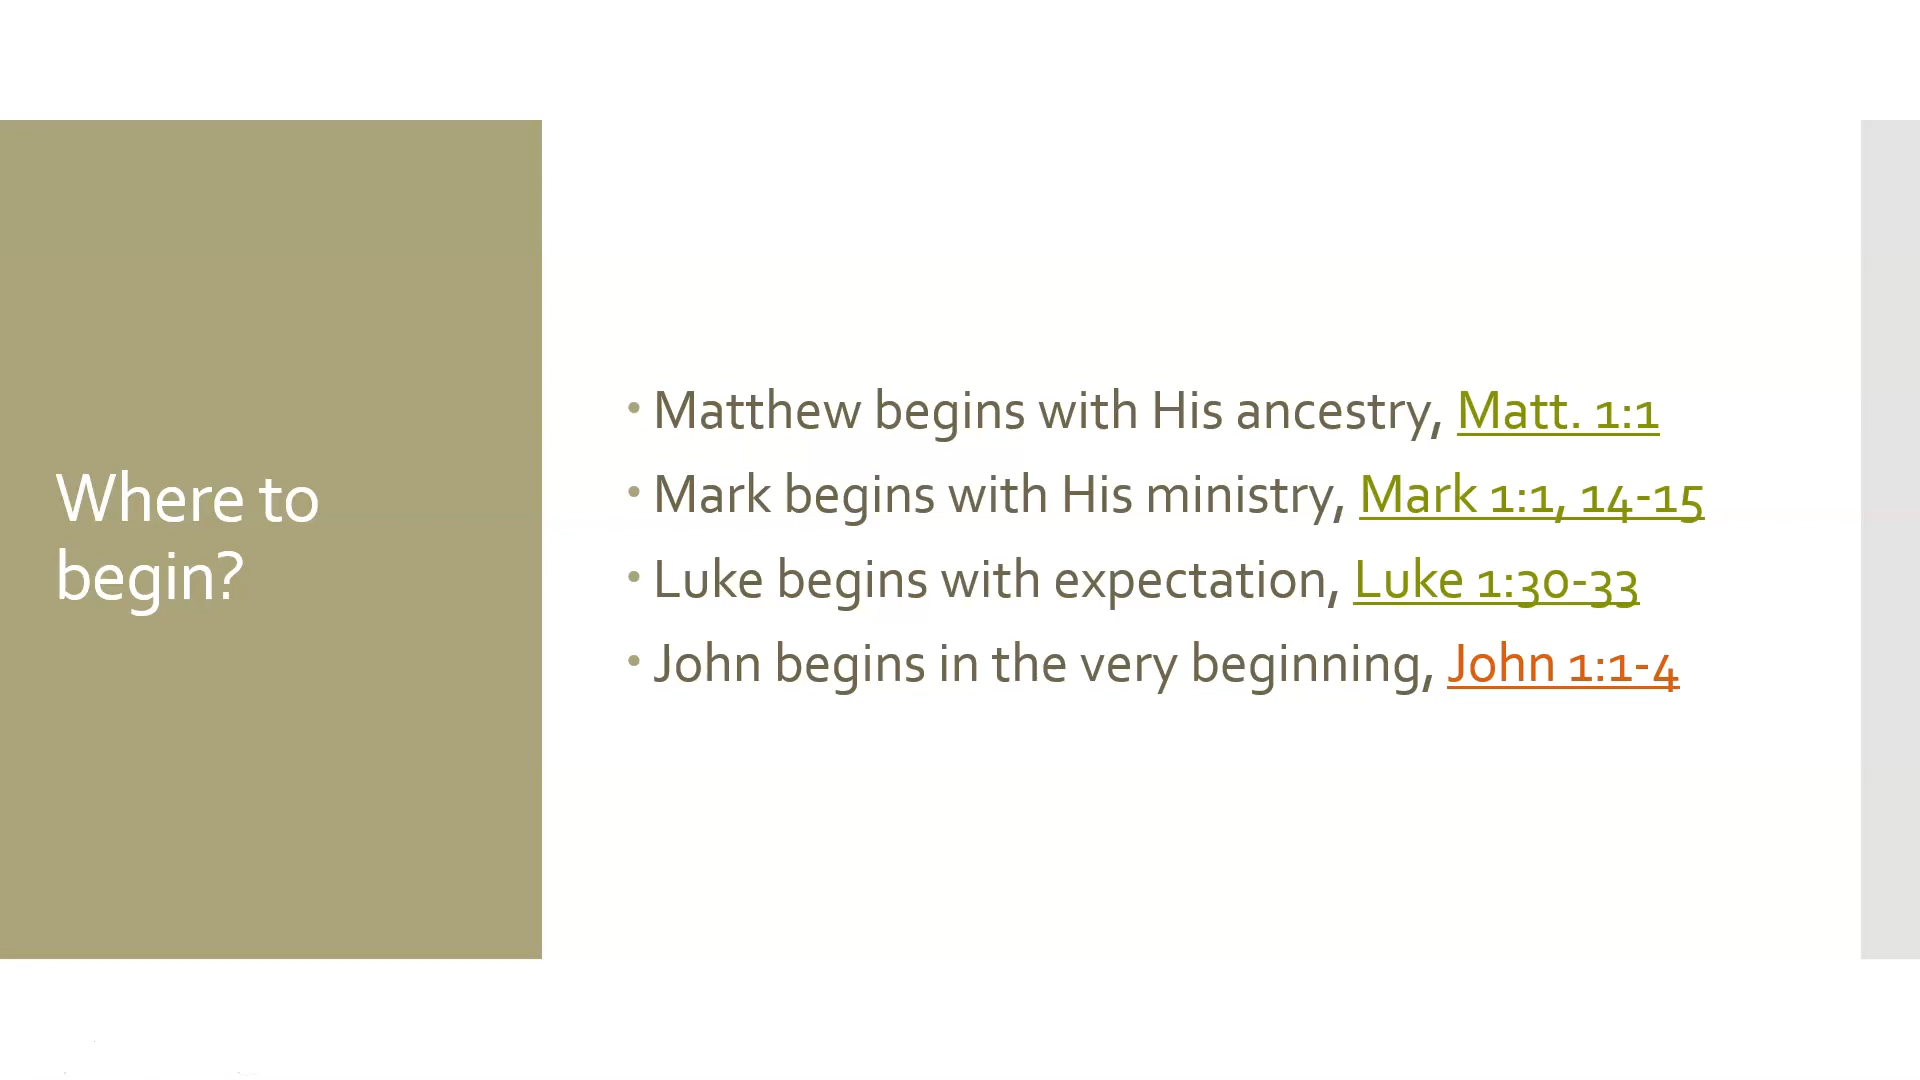 Where to
begin?
• Matthew begins with His ancestry, Matt. 1:1
• Mark begins with His ministry, Mark 1:1, 14-15
• Luke begins with expectation, Luke 1:30-33
• John begins in the very beginning, John 1:1-4